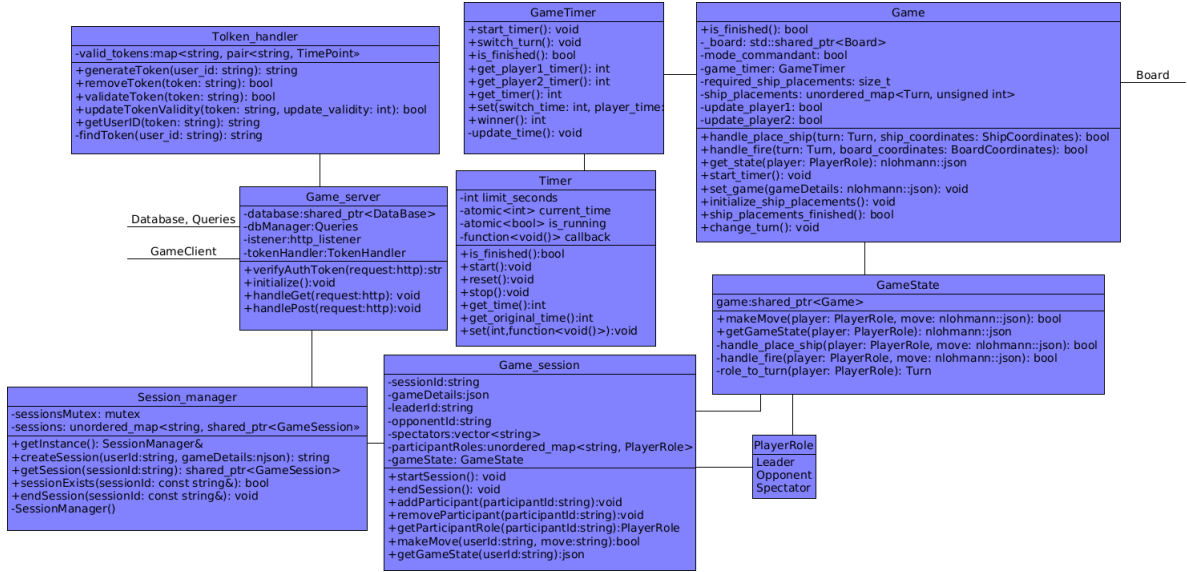 Tolken_handler
-valid_tokens:map<string, pair<string, TimePoint>>
+generateToken(user_id: string): string
+removeToken(token: string): bool
+validateToken(token: string): bool
+updateTokenValidity(token: string, update_validity: int): bool
+getUserID(token: string): string
-findToken(user_id: string): string
GameTimer
+start_timer(): void
+switch_turn(): void
+is_finished(): bool
+get_player1_timer(): int
+get_player2_timer(): int
+get_timer(): int
+set(switch_time: int, player_time:
+winner(): int
-update_time(): void
Game
+is_finished(): bool
-_board: std::shared_ptr<Board>
-mode_commandant: bool
-game_timer: GameTimer
-required_ship_placements: size_t
-ship_placements: unordered_map<Turn, unsigned int>
-update_player1: bool
-update_player2: bool
+handle_place_ship(turn: Turn, ship_coordinates: ShipCoordinates): bool
+handle_fire(turn: Turn, board_coordinates: BoardCoordinates): bool
+get_state(player: PlayerRole): nlohmann::json
+start_timer(): void
+set_game(gameDetails: nlohmann::json): void
+initialize_ship_placements(): void
+ship_placements_finished(): bool
+change_turn(): void
Board
Database, Queries
GameClient
Game_server
-database:shared_ptr<DataBase>
-dbManager:Queries
-istener:http_listener
-tokenHandler:TokenHandler
+verifyAuthToken(request:http):str
+initialize():void
+handleGet(request:http): void
+handlePost(request:http):void
Timer
-int limit_seconds
-atomic<int> current_time
-atomic<bool> is_running
-function<void()> callback
+is_finished():bool
+start():void
+reset():void
+stop():void
+get_time():int
+get_original_time():int
+set(int,function<void()>):void
GameState
game:shared_ptr<Game>
+makeMove(player: PlayerRole, move: nlohmann::json): bool
+getGameState(player: PlayerRole): nlohmann::json
-handle_place_ship(player: PlayerRole, move: nlohmann::json): bool
-handle_fire(player: PlayerRole, move: nlohmann::json): bool
-role_to_turn(player: PlayerRole): Turn
Session_manager
-sessionsMutex: mutex
-sessions: unordered_map<string, shared_ptr<GameSession>>
+getInstance(): SessionManager&
+createSession(userId:string, gameDetails:njson): string
+getSession(sessionId:string): shared_ptr<GameSession>
+sessionExists(sessionId: const string&): bool
+endSession(sessionId: const string&): void
-SessionManager()
Game_session
-sessionId:string
-gameDetails:json
-leaderId:string
-opponentId:string
-spectators:vector<string>
-participantRoles:unordered_map<string, PlayerRole>
-gameState: GameState
+startSession(): void
+endSession(): void
+addParticipant(participantId:string):void
+removeParticipant(participantId:string):void
+getParticipantRole(participantId:string):PlayerRole
+makeMove(userId:string, move:string):bool
+getGameState(userId:string):json
PlayerRole
Leader
Opponent
Spectator